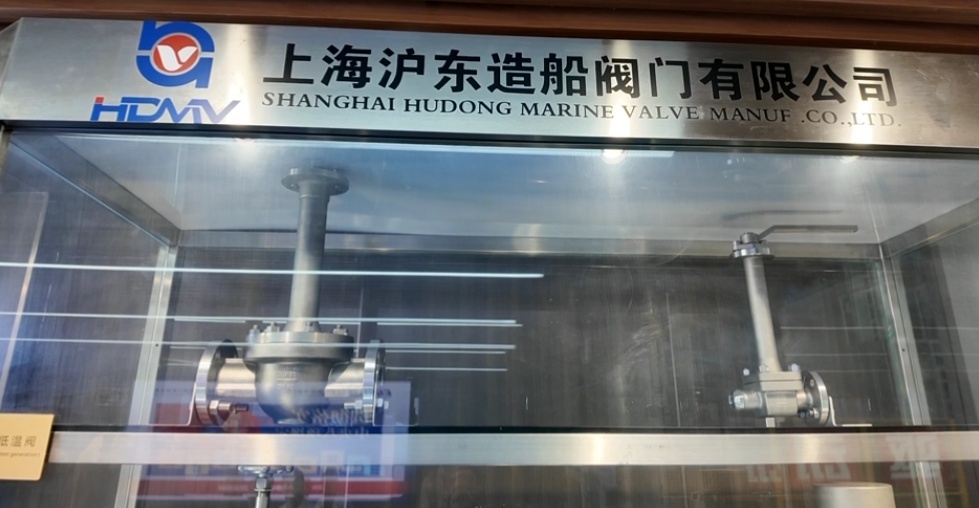 HDMV
上海沪东造船阀门有限公司
SHANGHAI HUDONG MARINE VALVE MANUF .CO.,LTD.
低温阀